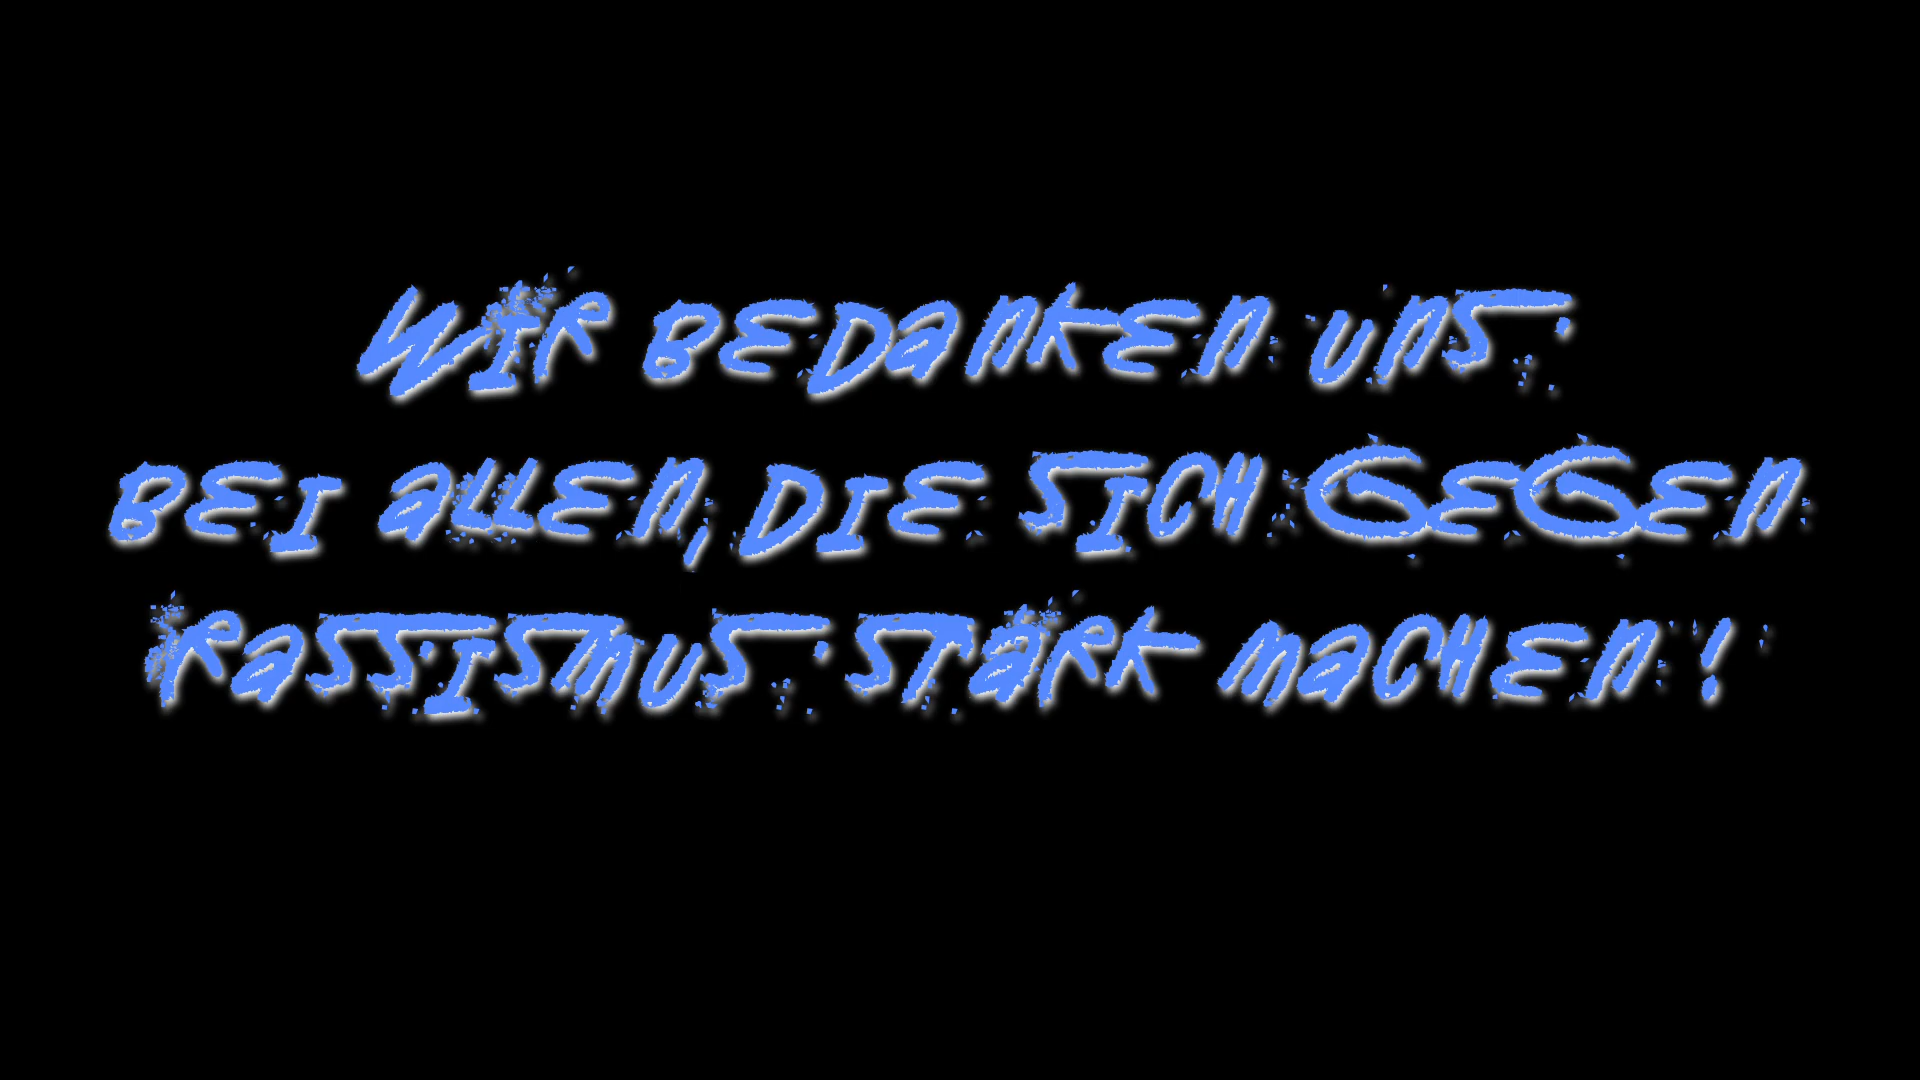 WIR BEDANKEN UNS
BEI ALLEN, DIE SICH GEGEN
RASSISMUS STARK MACHEN!